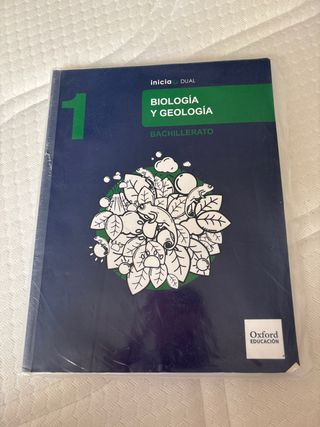 inicia DUAL
1
BIOLOGÍA
Y GEOLOGÍA
BACHILLERATO
Oxford
EDUCACIÓN